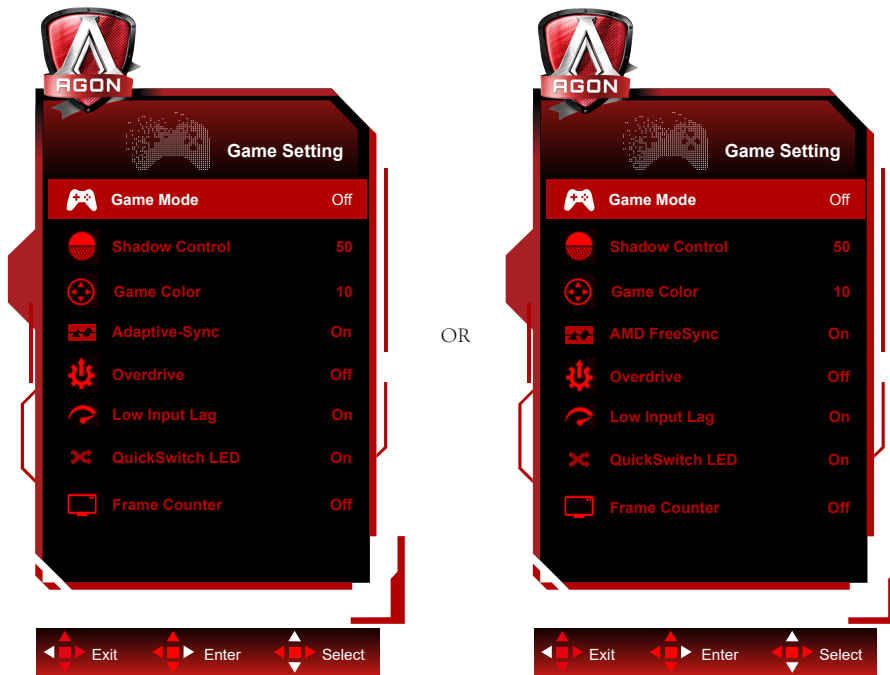 AGON
Game Setting
Game Mode Off
Shadow Control 50
Game Color 10
Adaptive-Sync On
Overdrive Off
Low Input Lag On
QuickSwitch LED On
Frame Counter Off
Exit Enter Select
OR
AGON
Game Setting
Game Mode Off
Shadow Control 50
Game Color 10
AMD FreeSync On
Overdrive Off
Low Input Lag On
QuickSwitch LED On
Frame Counter Off
Exit Enter Select